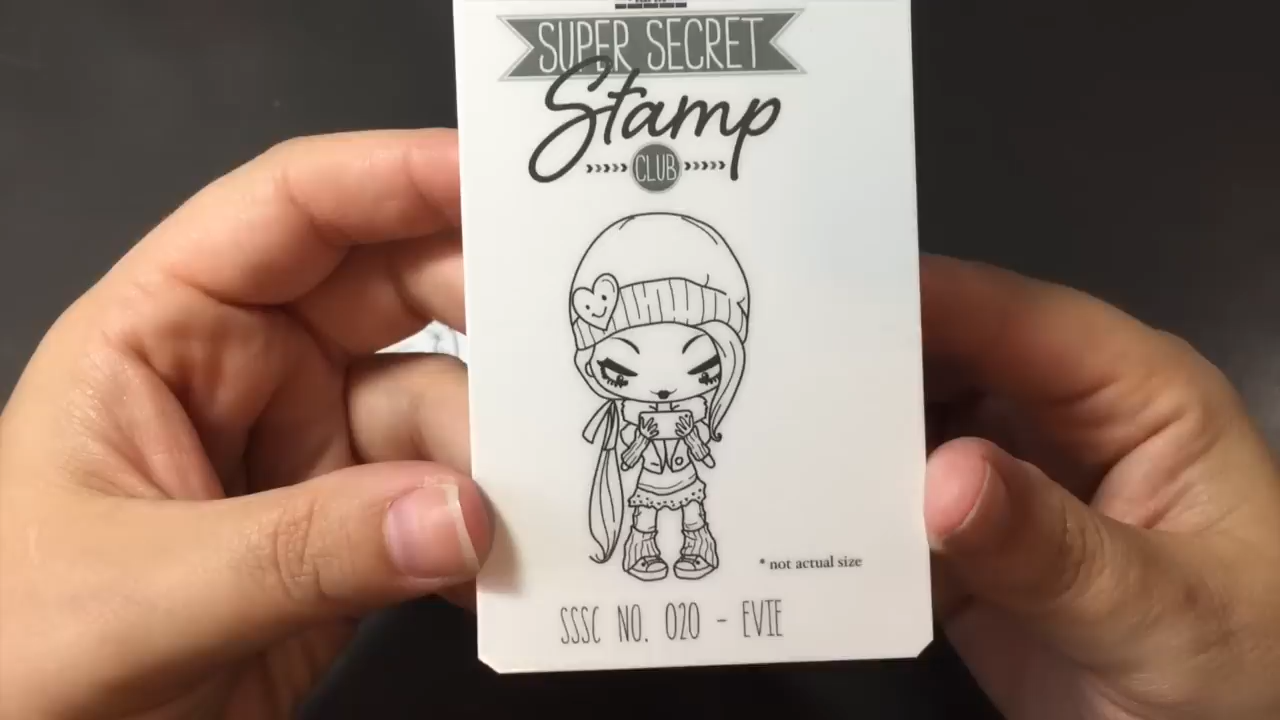 SUPER SECRET
Stamp
CLUB
* not actual size
SSSC NO. 020 - EVIE